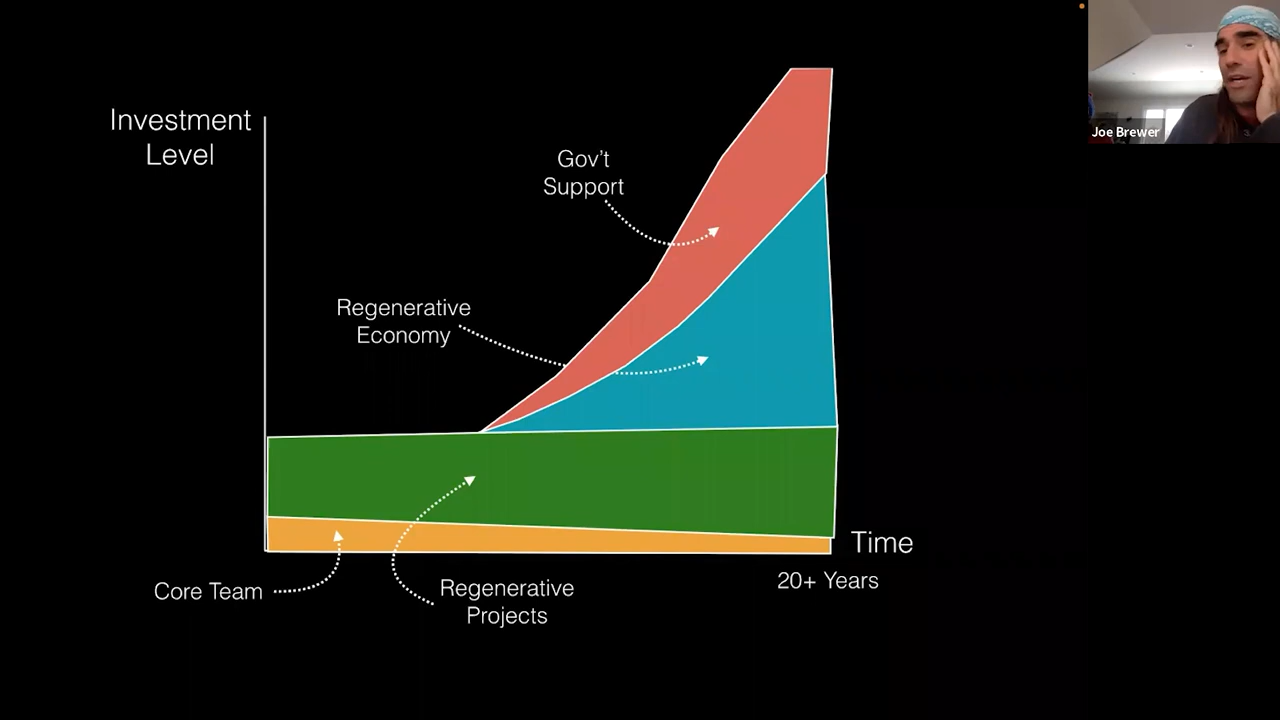 Investment
Level
Gov't
Support
Regenerative
Economy
Core Team
Regenerative
Projects
Time
20+ Years
Joe Brewer